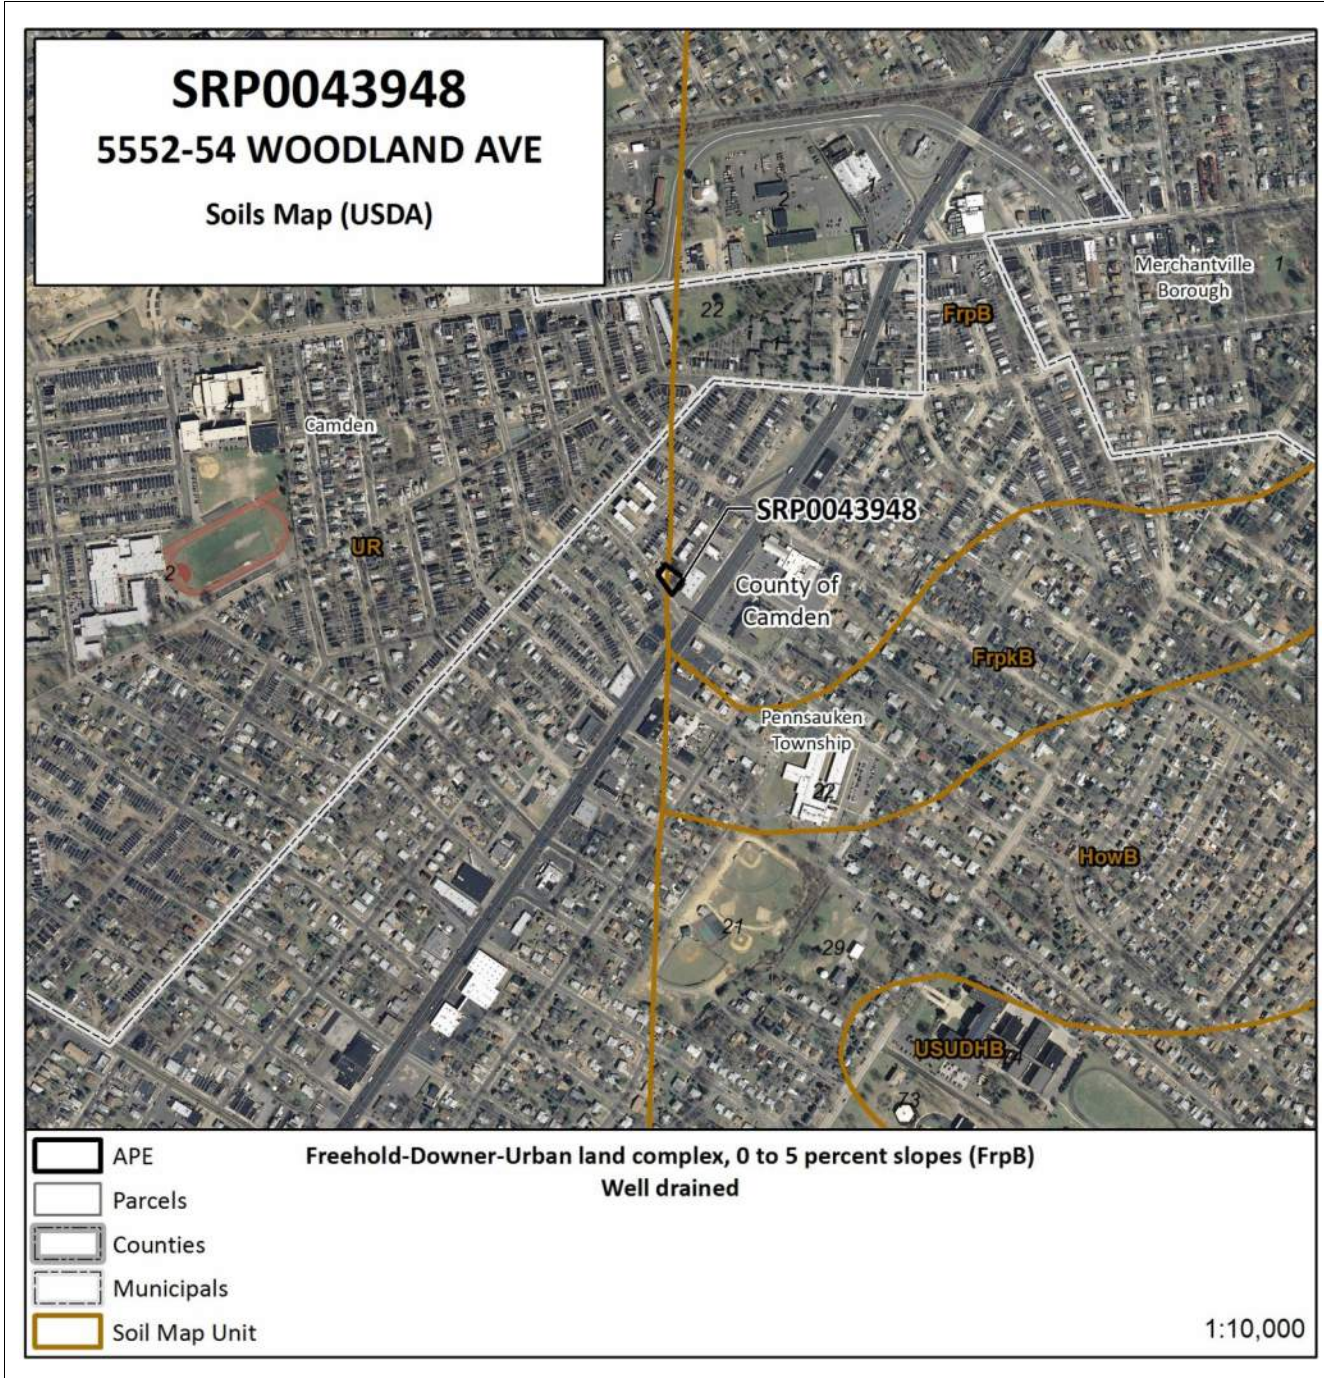 SRP0043948
5552-54 WOODLAND AVE
Soils Map (USDA)
2
2
1
Merchantville
Borough
1
22
FrpB
4
Camden
SRP0043948
UR
2
County of
Camden
FrpkB
Pennsauken
Township
22
HowB
21
29
USUDHB
73
APE
Parcels
Counties
Municipals
Soil Map Unit
Freehold-Downer-Urban land complex, 0 to 5 percent slopes (FrpB)
Well drained
1:10,000